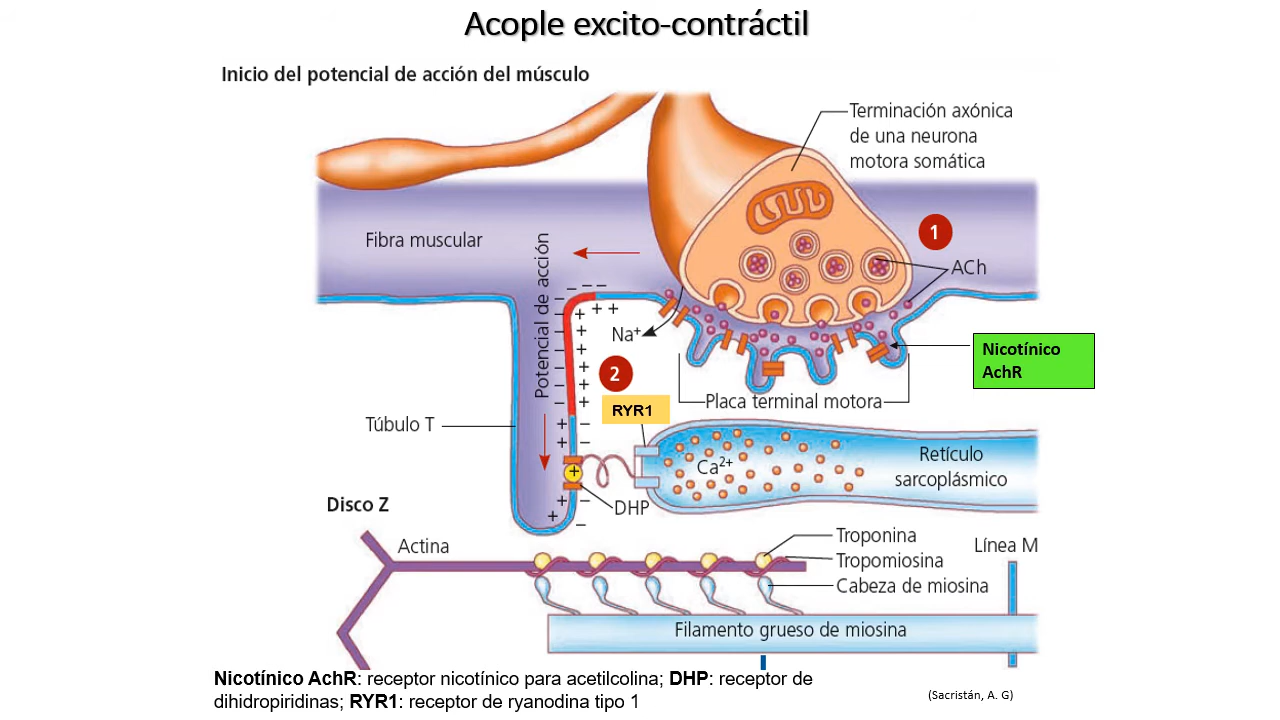 Acople excito-contráctil
Inicio del potencial de acción del músculo
Terminación axónica
de una neurona
motora somática
Fibra muscular
1
ACh
Potencial de acción
Na⁺
Nicotínico
AchR
2
RYR1
Placa terminal motora
Túbulo T
Ca²⁺
Retículo
sarcoplásmico
DHP
Disco Z
Actina
Troponina
Tropomiosina
Cabeza de miosina
Línea M
Filamento grueso de miosina
Nicotínico AchR: receptor nicotínico para acetilcolina; DHP: receptor de
dihidropiridinas; RYR1: receptor de ryanodina tipo 1
(Sacristán, A. G)